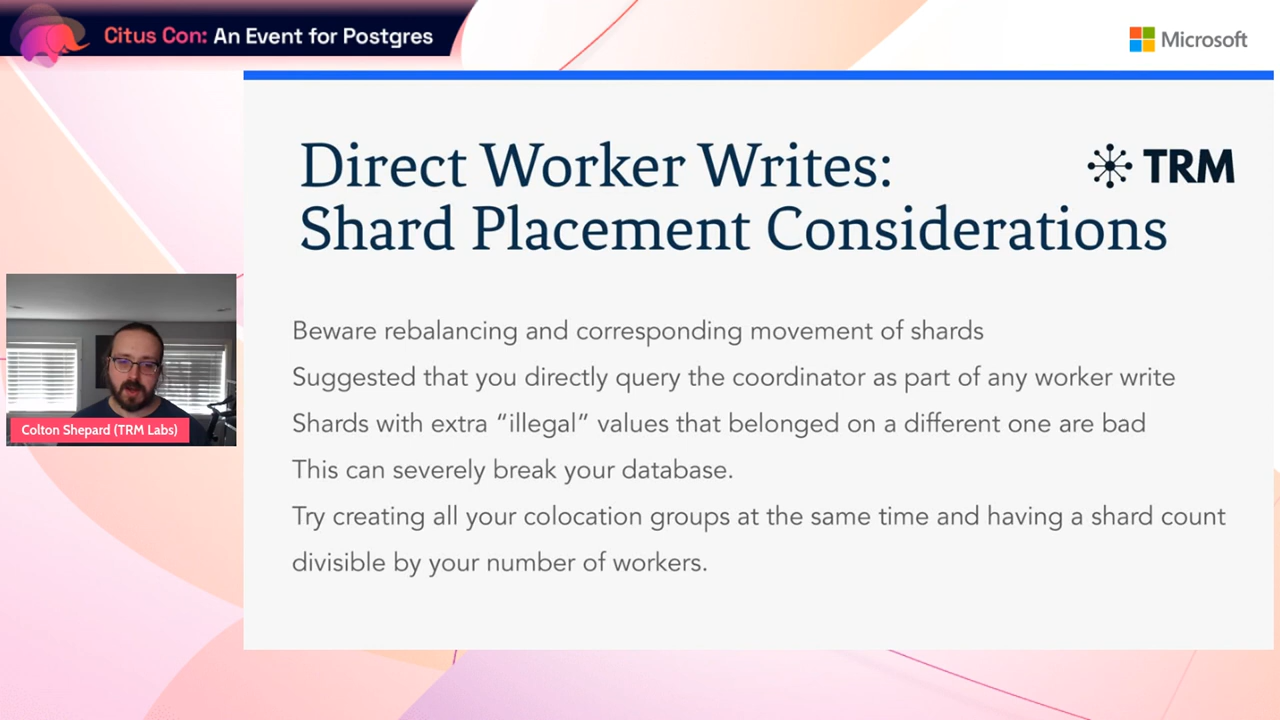 Citus Con: An Event for Postgres
Microsoft
Direct Worker Writes:
Shard Placement Considerations
TRM
Beware rebalancing and corresponding movement of shards
Suggested that you directly query the coordinator as part of any worker write
Shards with extra “illegal” values that belonged on a different one are bad
This can severely break your database.
Try creating all your colocation groups at the same time and having a shard count
divisible by your number of workers.
Colton Shepard (TRM Labs)